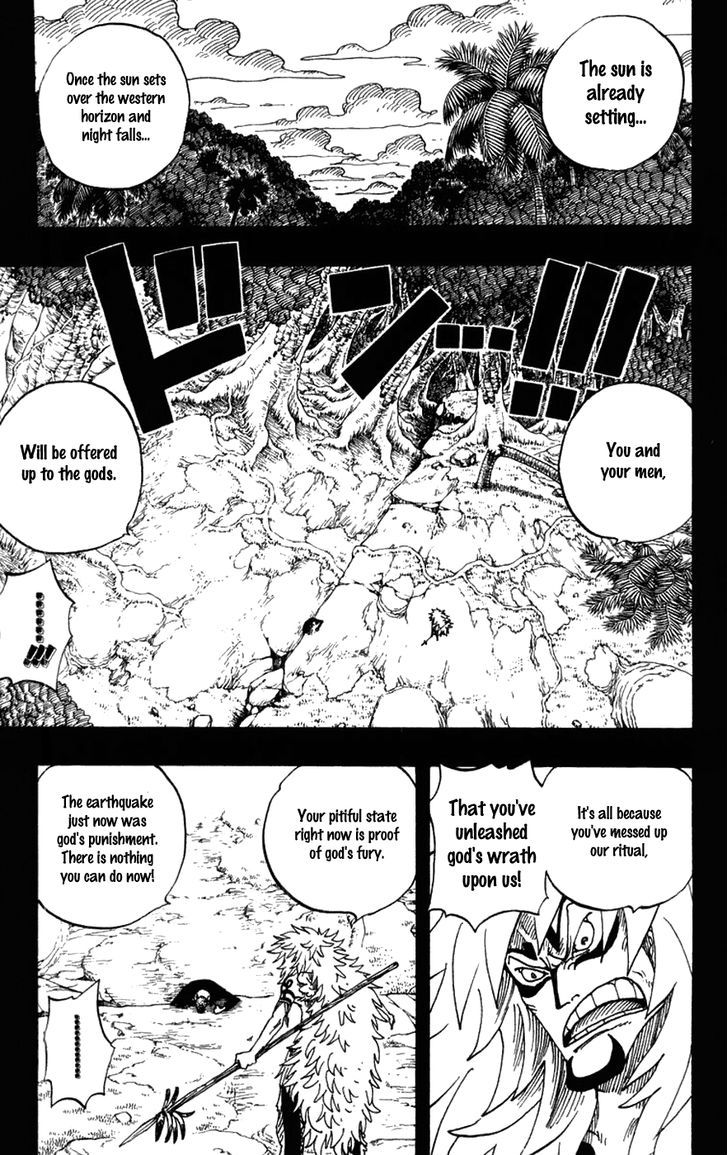 The sun is
already
setting...
Once the sun sets
over the western
horizon and
night falls...
ドンッ!!!
You and
your men,
Will be offered
up to the gods.
.......!!!
It's all because
you've messed up
our ritual,
That you've
unleashed
god's wrath
upon us!
Your pitiful state
right now is proof
of god's fury.
The earthquake
just now was
god's punishment.
There is nothing
you can do now!
..........